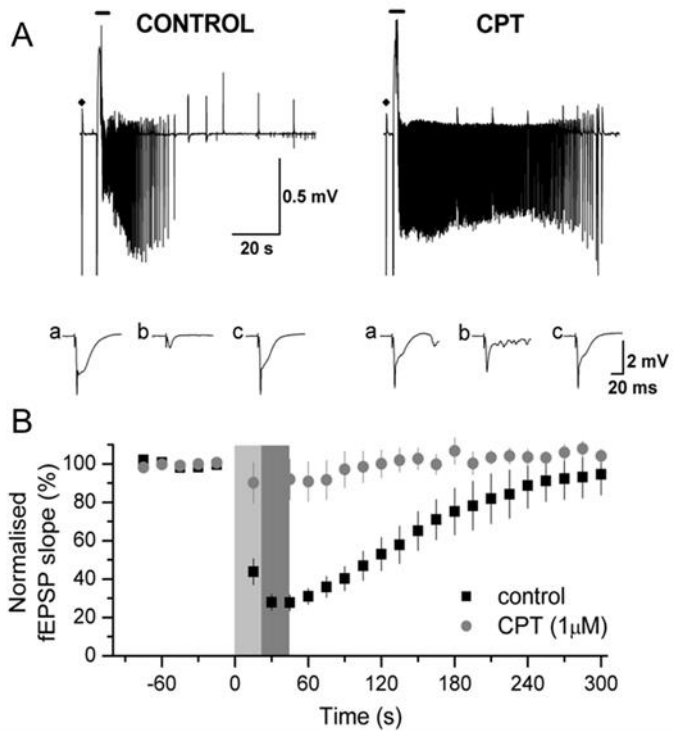 A
CONTROL
CPT
0.5 mV
20 s
a
b
c
a
b
c
2 mV
20 ms
B
Normalised
fEPSP slope (%)
100
80
60
40
20
0
control
CPT (1μM)
-60
0
60
120
180
240
300
Time (s)